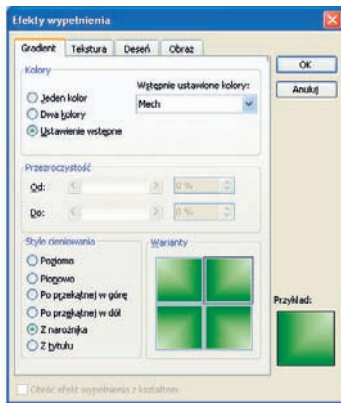 Efekty wypełnienia
Gradient Tekstura Deseń Obraz
OK
Anuluj
Kolory
Jeden kolor
Dwa kolory
Ustawienie wstępne
Wstępnie ustawione kolory:
Mech
Przezroczystość
Od: 0 %
Do: 0 %
Style cieniowania
Poziomo
Pionowo
Po przekątnej w górę
Po przekątnej w dół
Z narożnika
Z tytułu
Warianty
Przykład:
Obróć efekt wypełnienia z kształtem